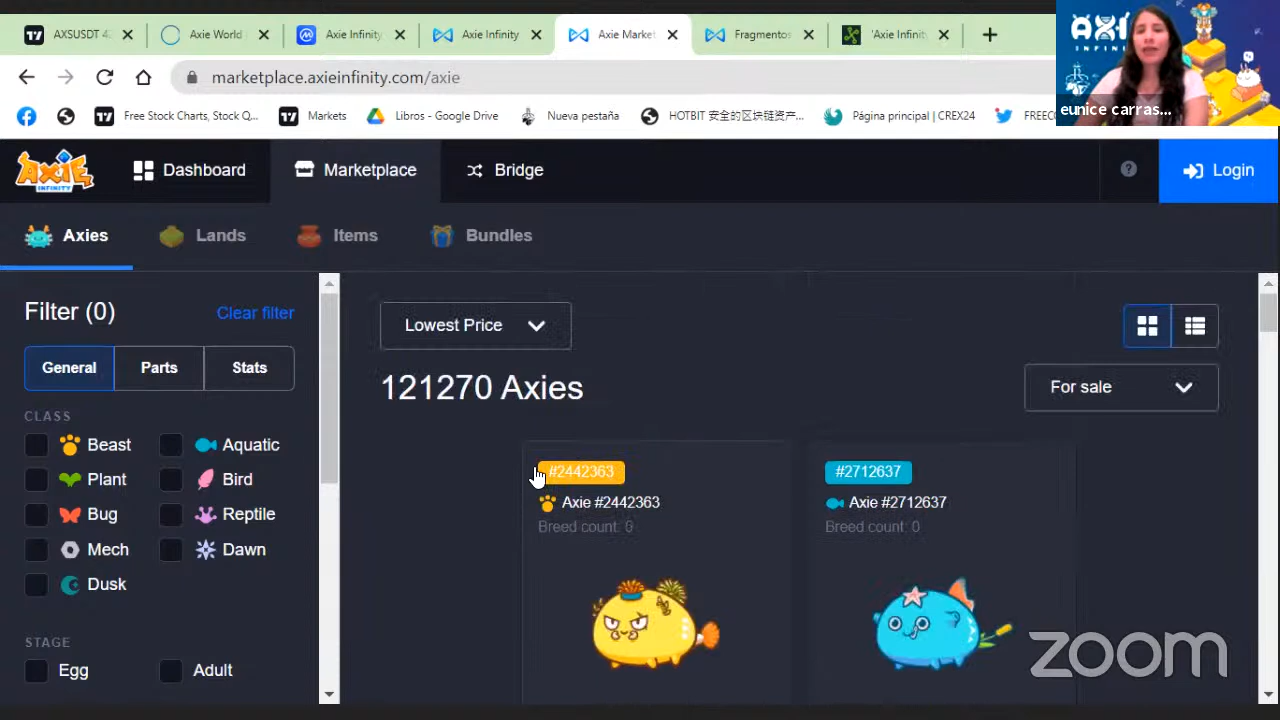 AXSUSDT 4
Axie World
Axie Infinity
Axie Infinity
Axie Market
Fragmentos
'Axie Infinity
marketplace.axieinfinity.com/axie
eunice carras...
Free Stock Charts, Stock Q...
Markets
Libros - Google Drive
Nueva pestaña
HOTBIT 安全的区块链资产...
Página principal | CREX24
FREEC
AXIE
INFINITY
Dashboard
Marketplace
Bridge
Login
Axies
Lands
Items
Bundles
Filter (0)
Clear filter
General
Parts
Stats
CLASS
Beast
Aquatic
Plant
Bird
Bug
Reptile
Mech
Dawn
Dusk
STAGE
Egg
Adult
Lowest Price
121270 Axies
For sale
#2442363
Axie #2442363
Breed count: 0
#2712637
Axie #2712637
Breed count: 0
zoom